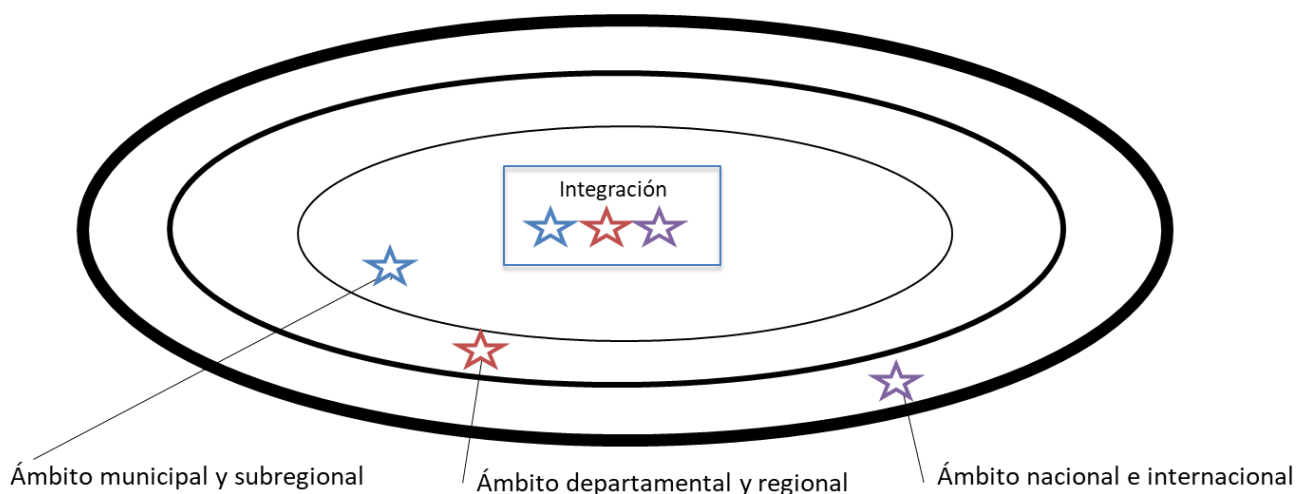 Integración
Ámbito municipal y subregional
Ámbito departamental y regional
Ámbito nacional e internacional